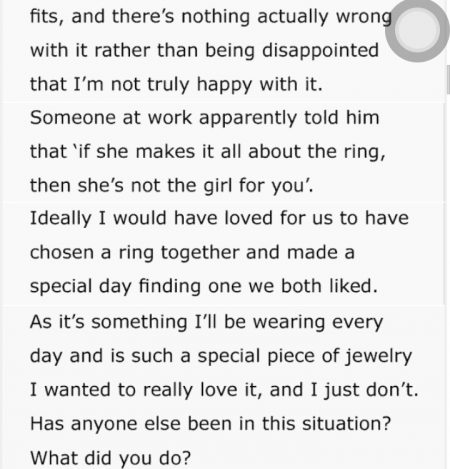 fits, and there's nothing actually wrong
with it rather than being disappointed
that I'm not truly happy with it.
Someone at work apparently told him
that ‘if she makes it all about the ring,
then she's not the girl for you’.
Ideally I would have loved for us to have
chosen a ring together and made a
special day finding one we both liked.
As it's something I'll be wearing every
day and is such a special piece of jewelry
I wanted to really love it, and I just don't.
Has anyone else been in this situation?
What did you do?